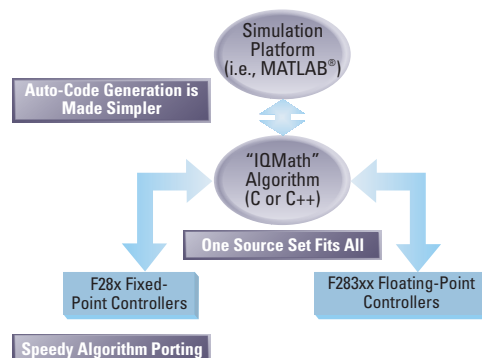 Simulation
Platform
(i.e., MATLAB®)
Auto-Code Generation is
Made Simpler
“IQMath”
Algorithm
(C or C++)
One Source Set Fits All
F28x Fixed-
Point Controllers
F283xx Floating-Point
Controllers
Speedy Algorithm Porting